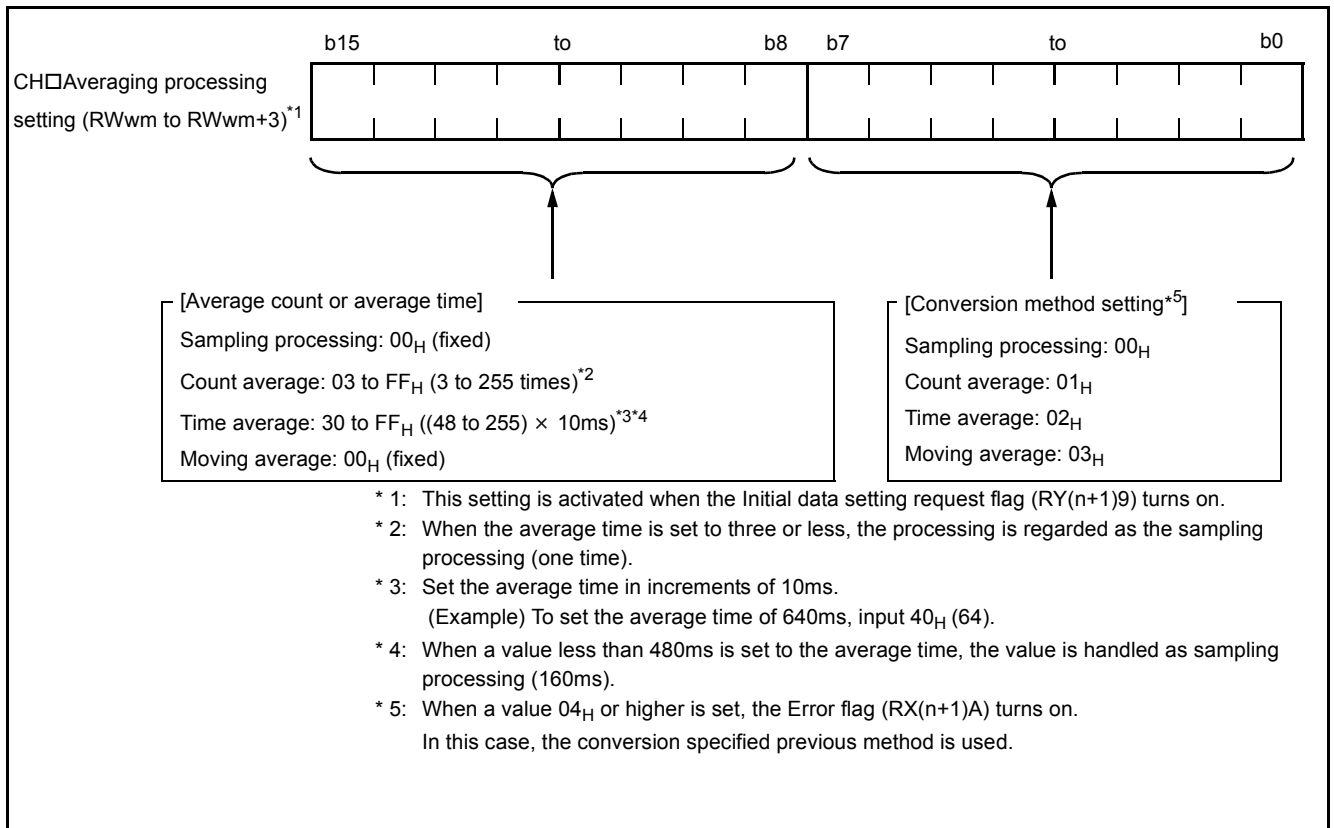 b15 to b8 b7 to b0
CH□Averaging processing
setting (RWwm to RWwm+3)*1
[Average count or average time]
Sampling processing: 00H (fixed)
Count average: 03 to FFH (3 to 255 times)*2
Time average: 30 to FFH ((48 to 255) × 10ms)*3*4
Moving average: 00H (fixed)
[Conversion method setting*5]
Sampling processing: 00H
Count average: 01H
Time average: 02H
Moving average: 03H
* 1: This setting is activated when the Initial data setting request flag (RY(n+1)9) turns on.
* 2: When the average time is set to three or less, the processing is regarded as the sampling
processing (one time).
* 3: Set the average time in increments of 10ms.
(Example) To set the average time of 640ms, input 40H (64).
* 4: When a value less than 480ms is set to the average time, the value is handled as sampling
processing (160ms).
* 5: When a value 04H or higher is set, the Error flag (RX(n+1)A) turns on.
In this case, the conversion specified previous method is used.